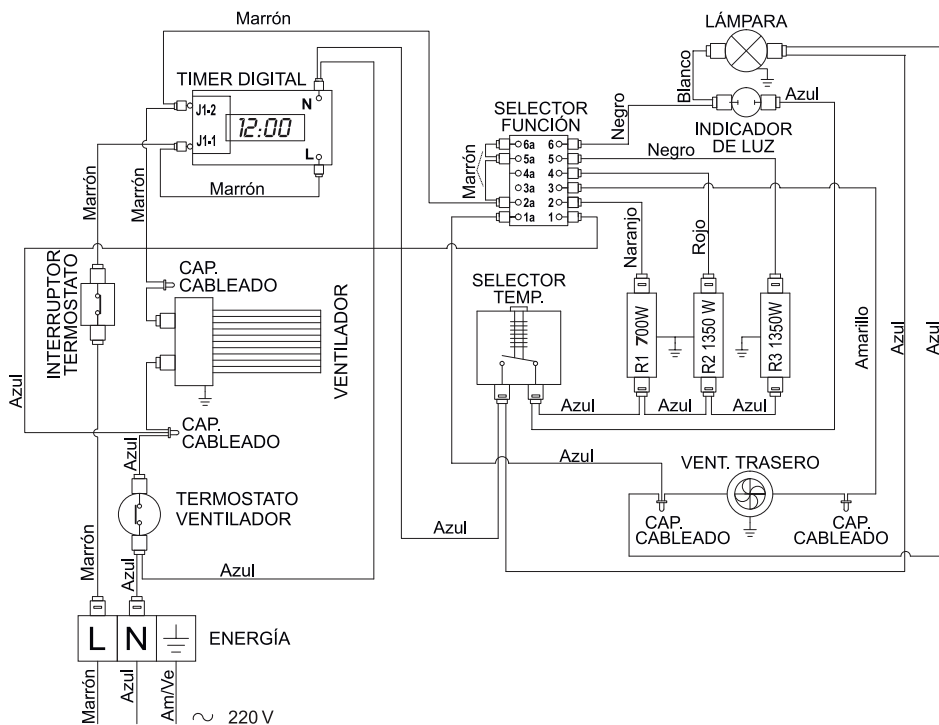 Marrón
TIMER DIGITAL
J1-2
J1-1
12:00
N
L
Marrón
Marrón
Marrón
INTERRUPTOR
TERMOSTATO
CAP.
CABLEADO
VENTILADOR
Azul
CAP.
CABLEADO
Azul
TERMOSTATO
VENTILADOR
Marrón
Azul
Azul
L
N
ENERGÍA
Marrón
Azul
Am/Ve
220 V
SELECTOR
FUNCIÓN
Marrón
6a 6
5a 5
4a 4
3a 3
2a 2
1a 1
Negro
Negro
LÁMPARA
Blanco
Azul
INDICADOR
DE LUZ
Naranjo
Rojo
SELECTOR
TEMP.
R1 700W
R2 1350 W
R3 1350W
Azul
Azul
Azul
Amarillo
Azul
Azul
Azul
Azul
VENT. TRASERO
CAP.
CABLEADO
CAP.
CABLEADO